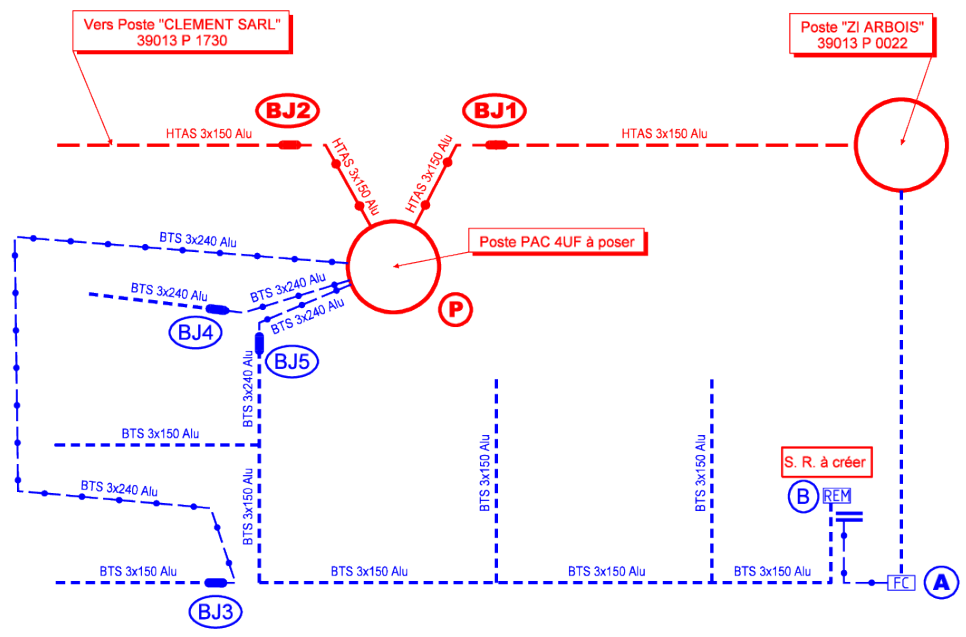 Vers Poste "CLEMENT SARL"
39013 P 1730
Poste "ZI ARBOIS"
39013 P 0022
BJ2
BJ1
HTAS 3x150 Alu
HTAS 3x150 Alu
HTAS 3x150 Alu
HTAS 3x150 Alu
BTS 3x240 Alu
Poste PAC 4UF à poser
BTS 3x240 Alu
BTS 3x240 Alu
BTS 3x240 Alu
P
BJ4
BJ5
BTS 3x240 Alu
BTS 3x150 Alu
S. R. à créer
BTS 3x240 Alu
BTS 3x150 Alu
BTS 3x150 Alu
BTS 3x150 Alu
B
REM
BTS 3x150 Alu
BTS 3x150 Alu
BTS 3x150 Alu
BTS 3x150 Alu
FC
A
BJ3